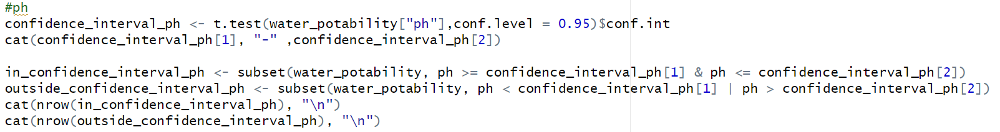 #ph
confidence_interval_ph <- t.test(water_potability["ph"],conf.level = 0.95)$conf.int
cat(confidence_interval_ph[1], "-" ,confidence_interval_ph[2])
in_confidence_interval_ph <- subset(water_potability, ph >= confidence_interval_ph[1] & ph <= confidence_interval_ph[2])
outside_confidence_interval_ph <- subset(water_potability, ph < confidence_interval_ph[1] | ph > confidence_interval_ph[2])
cat(nrow(in_confidence_interval_ph), "\n")
cat(nrow(outside_confidence_interval_ph), "\n")